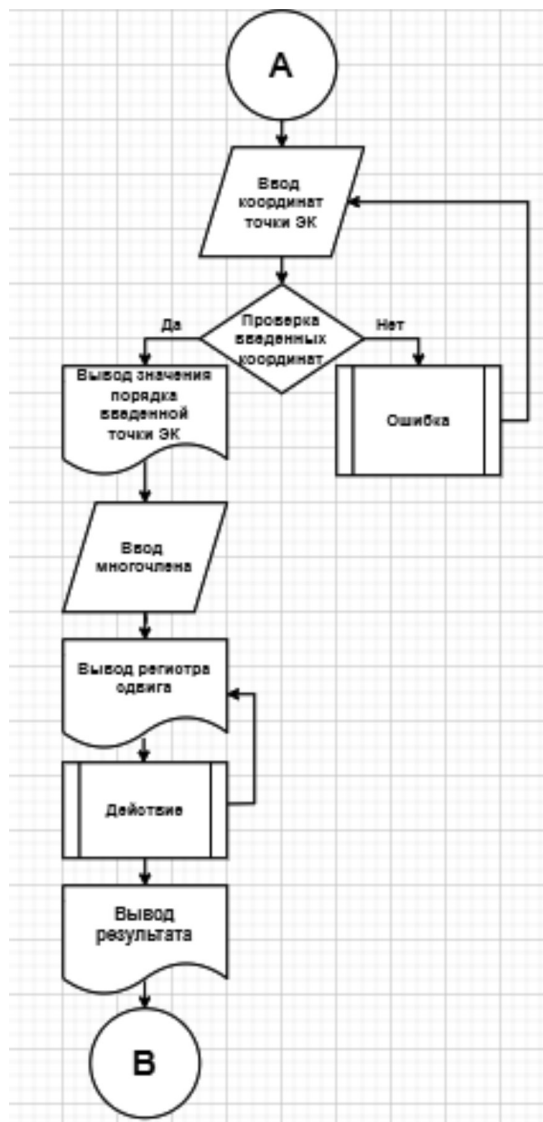 А
Ввод
координат
точки ЭК
Проверка
введенных
координат
Да
Нет
Вывод значения
порядка
введенной
точки ЭК
Ошибка
Ввод
многочлена
Вывод регистра
сдвига
Действие
Вывод
результата
В